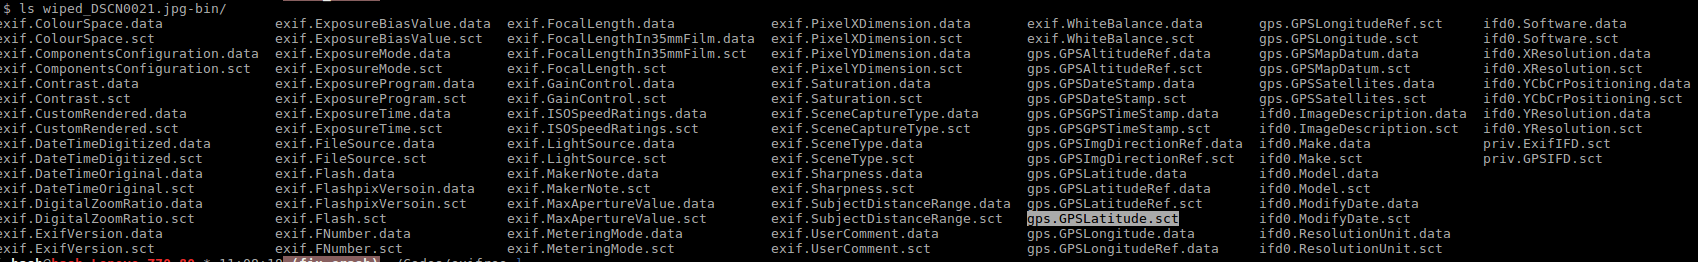 $ ls wiped_DSCN0021.jpg-bin/
exif.ColourSpace.data exif.ExposureBiasValue.data exif.FocalLength.data exif.PixelXDimension.data exif.WhiteBalance.data gps.GPSLongitudeRef.sct ifd0.Software.data
exif.ColourSpace.sct exif.ExposureBiasValue.sct exif.FocalLengthIn35mmFilm.data exif.PixelXDimension.sct exif.WhiteBalance.sct gps.GPSLongitude.sct ifd0.Software.sct
exif.ComponentsConfiguration.data exif.ExposureMode.data exif.FocalLengthIn35mmFilm.sct exif.PixelYDimension.data gps.GPSAltitudeRef.data gps.GPSMapDatum.data ifd0.XResolution.data
exif.ComponentsConfiguration.sct exif.ExposureMode.sct exif.FocalLength.sct exif.PixelYDimension.sct gps.GPSAltitudeRef.sct gps.GPSMapDatum.sct ifd0.XResolution.sct
exif.Contrast.data exif.ExposureProgram.data exif.GainControl.data exif.Saturation.data gps.GPSDateStamp.data gps.GPSSatellites.data ifd0.YCbCrPositioning.data
exif.Contrast.sct exif.ExposureProgram.sct exif.GainControl.sct exif.Saturation.sct gps.GPSDateStamp.sct gps.GPSSatellites.sct ifd0.YCbCrPositioning.sct
exif.CustomRendered.data exif.ExposureTime.data exif.ISOSpeedRatings.data exif.SceneCaptureType.data gps.GPSGPSTimeStamp.data ifd0.ImageDescription.data ifd0.YResolution.data
exif.CustomRendered.sct exif.ExposureTime.sct exif.ISOSpeedRatings.sct exif.SceneCaptureType.sct gps.GPSGPSTimeStamp.sct ifd0.ImageDescription.sct ifd0.YResolution.sct
exif.DateTimeDigitized.data exif.FileSource.data exif.LightSource.data exif.SceneType.data gps.GPSImgDirectionRef.data ifd0.Make.data priv.ExifIFD.sct
exif.DateTimeDigitized.sct exif.FileSource.sct exif.LightSource.sct exif.SceneType.sct gps.GPSImgDirectionRef.sct ifd0.Make.sct priv.GPSIFD.sct
exif.DateTimeOriginal.data exif.Flash.data exif.MakerNote.data exif.Sharpness.data gps.GPSLatitude.data ifd0.Model.data
exif.DateTimeOriginal.sct exif.FlashpixVersoin.data exif.MakerNote.sct exif.Sharpness.sct gps.GPSLatitudeRef.data ifd0.Model.sct
exif.DigitalZoomRatio.data exif.FlashpixVersoin.sct exif.MaxApertureValue.data exif.SubjectDistanceRange.data gps.GPSLatitudeRef.sct ifd0.ModifyDate.data
exif.DigitalZoomRatio.sct exif.Flash.sct exif.MaxApertureValue.sct exif.SubjectDistanceRange.sct gps.GPSLatitude.sct ifd0.ModifyDate.sct
exif.ExifVersion.data exif.FNumber.data exif.MeteringMode.data exif.UserComment.data gps.GPSLongitude.data ifd0.ResolutionUnit.data
exif.ExifVersion.sct exif.FNumber.sct exif.MeteringMode.sct exif.UserComment.sct gps.GPSLongitudeRef.data ifd0.ResolutionUnit.sct